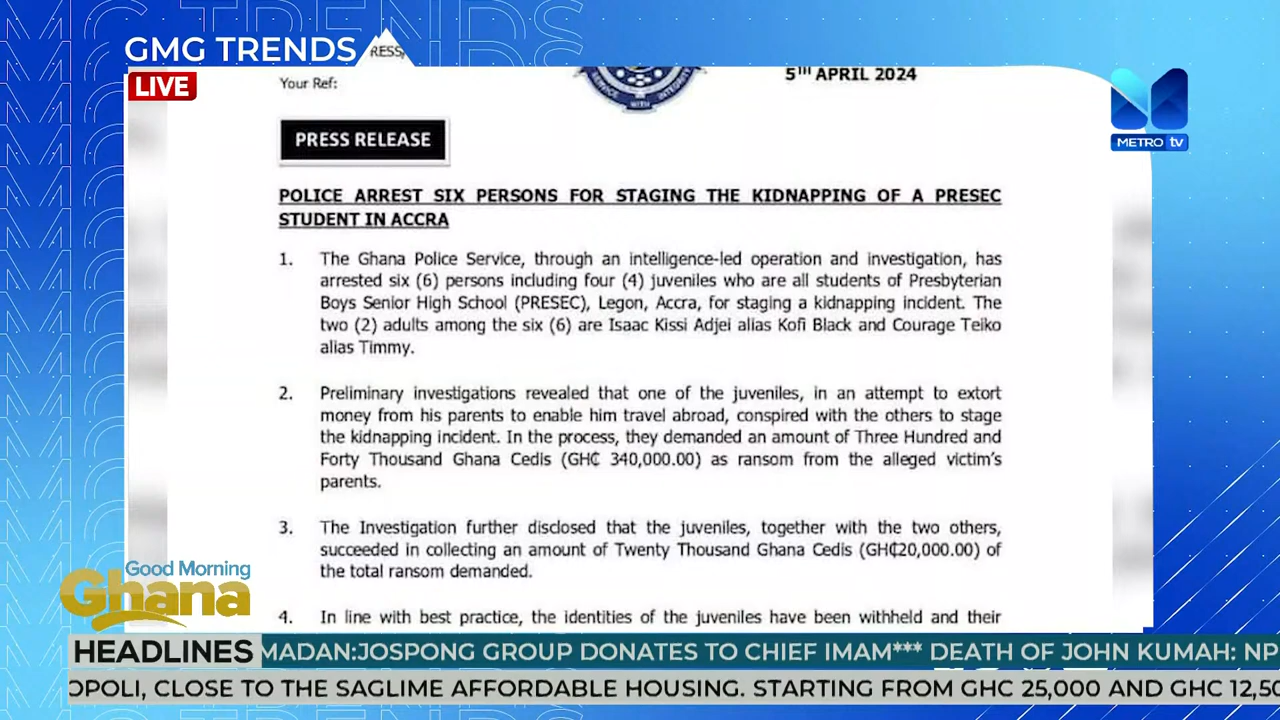 GMG TRENDS
RESS,
LIVE
Your Ref:
5TH APRIL 2024
METRO tv
PRESS RELEASE
POLICE ARREST SIX PERSONS FOR STAGING THE KIDNAPPING OF A PRESEC
STUDENT IN ACCRA
1. The Ghana Police Service, through an intelligence-led operation and investigation, has
arrested six (6) persons including four (4) juveniles who are all students of Presbyterian
Boys Senior High School (PRESEC), Legon, Accra, for staging a kidnapping incident. The
two (2) adults among the six (6) are Isaac Kissi Adjei alias Kofi Black and Courage Teiko
alias Timmy.
2. Preliminary investigations revealed that one of the juveniles, in an attempt to extort
money from his parents to enable him travel abroad, conspired with the others to stage
the kidnapping incident. In the process, they demanded an amount of Three Hundred and
Forty Thousand Ghana Cedis (GH₵ 340,000.00) as ransom from the alleged victim's
parents.
3. The Investigation further disclosed that the juveniles, together with the two others,
succeeded in collecting an amount of Twenty Thousand Ghana Cedis (GH₵20,000.00) of
the total ransom demanded.
4. In line with best practice, the identities of the juveniles have been withheld and their
Good Morning
Ghana
HEADLINES
MADAN:JOSPONG GROUP DONATES TO CHIEF IMAM*** DEATH OF JOHN KUMAH: NP
OPOLI, CLOSE TO THE SAGLIME AFFORDABLE HOUSING. STARTING FROM GHC 25,000 AND GHC 12,50